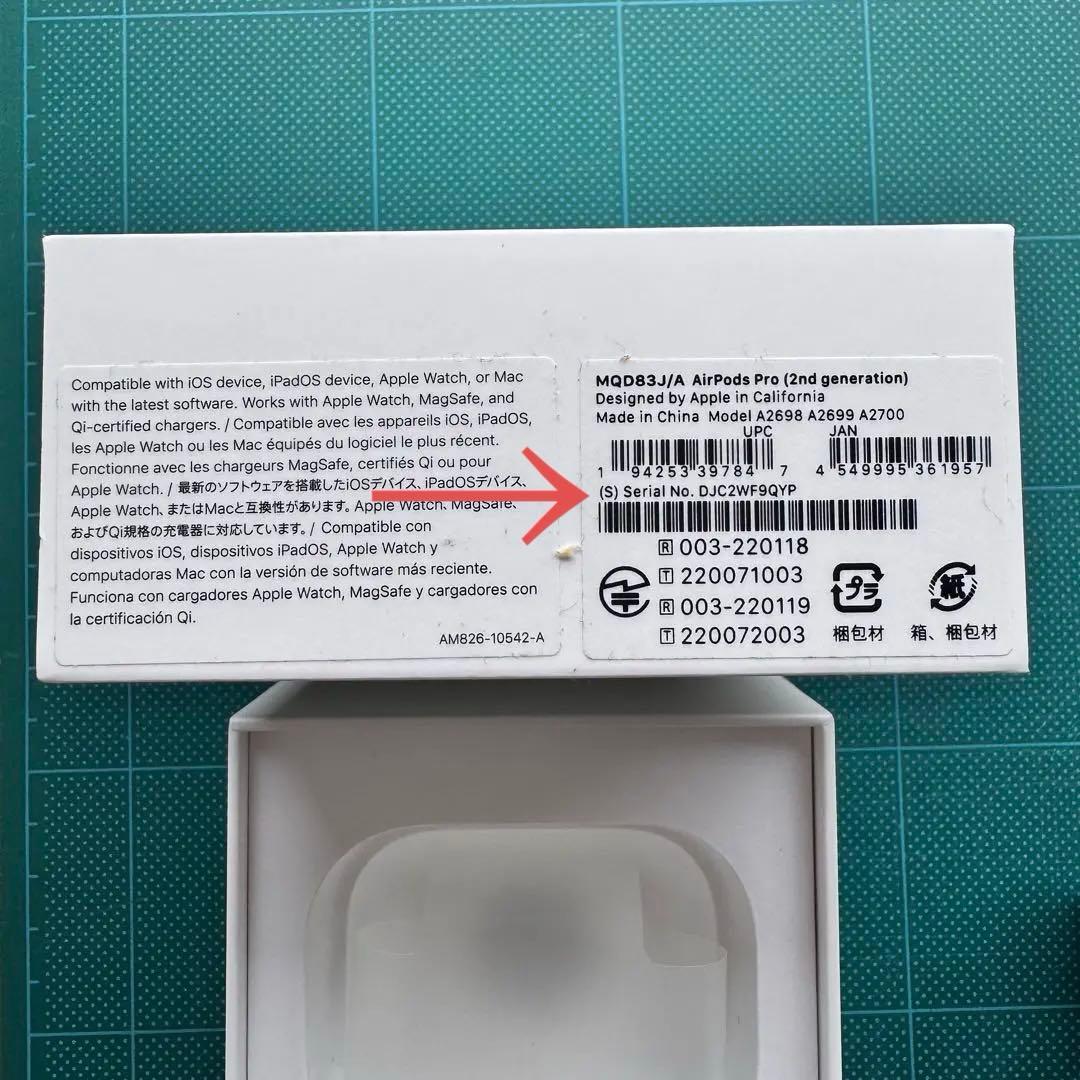 Compatible with iOS device, iPadOS device, Apple Watch, or Mac
with the latest software. Works with Apple Watch, MagSafe, and
Qi-certified chargers. / Compatible avec les appareils iOS, iPadOS,
les Apple Watch ou les Mac équipés du logiciel le plus récent.
Fonctionne avec les chargeurs MagSafe, certifiés Qi ou pour
Apple Watch. / 最新のソフトウェアを搭載したiOSデバイス、iPadOSデバイス、
Apple Watch、またはMacと互換性があります。Apple Watch、MagSafe、
およびQi規格の充電器に対応しています。/ Compatible con
dispositivos iOS, dispositivos iPadOS, Apple Watch y
computadoras Mac con la versión de software más reciente.
Funciona con cargadores Apple Watch, MagSafe y cargadores con
la certificación Qi.
AM826-10542-A
MQD83J/A AirPods Pro (2nd generation)
Designed by Apple in California
Made in China Model A2698 A2699 A2700
UPC JAN
1 94253 39784 7 4 549995 361957
(S) Serial No. DJC2WF9QYP
R 003-220118
T 220071003
R 003-220119
T 220072003
プラ 紙
梱包材 箱、梱包材